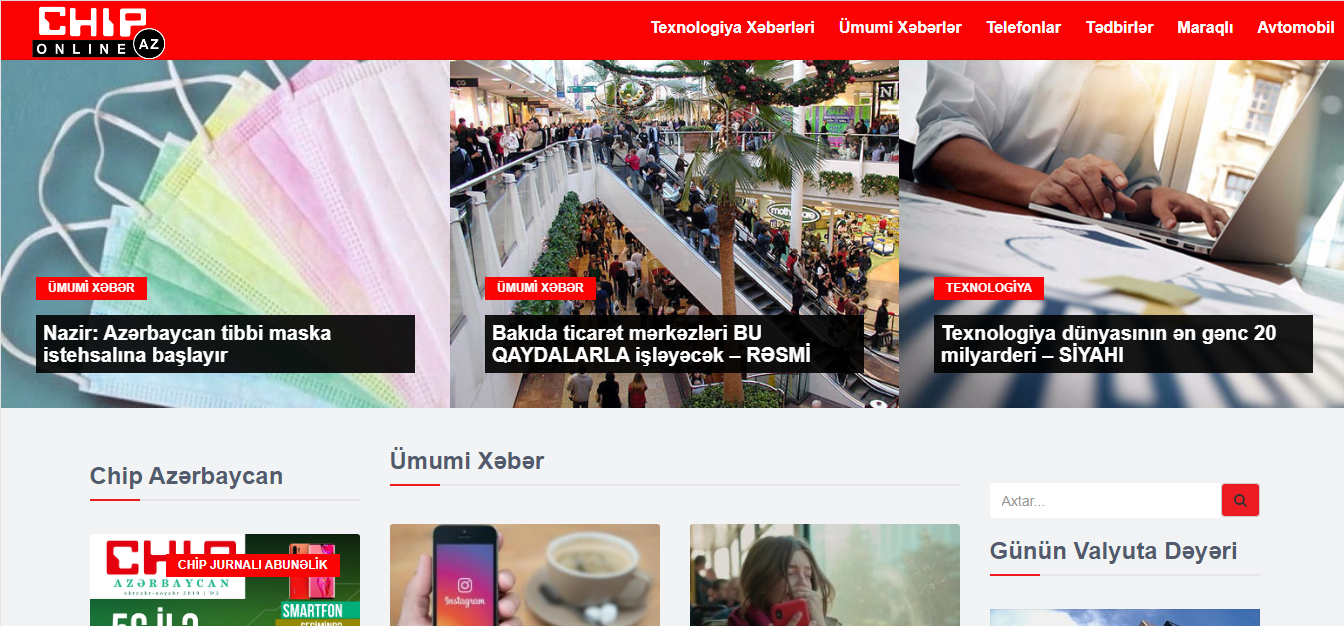 CHIP
ONLINE AZ
Texnologiya Xəbərləri Ümumi Xəbərlər Telefonlar Tədbirlər Maraqlı Avtomobil
CG
N
mothercare
ÜMUMİ XƏBƏR
Nazir: Azərbaycan tibbi maska
istehsalına başlayır
ÜMUMİ XƏBƏR
Bakıda ticarət mərkəzləri BU
QAYDALARLA işləyəcək – RƏSMİ
TEXNOLOGİYA
Texnologiya dünyasının ən gənc 20
milyarderi – SİYAHI
Chip Azərbaycan
CHIP
CHİP JURNALI ABUNƏLİK
AZƏRBAYCAN
oktyabr-noyabr 2019 | №3
SMARTFON
Ümumi Xəbər
Instagram
Axtar...
Günün Valyuta Dəyəri